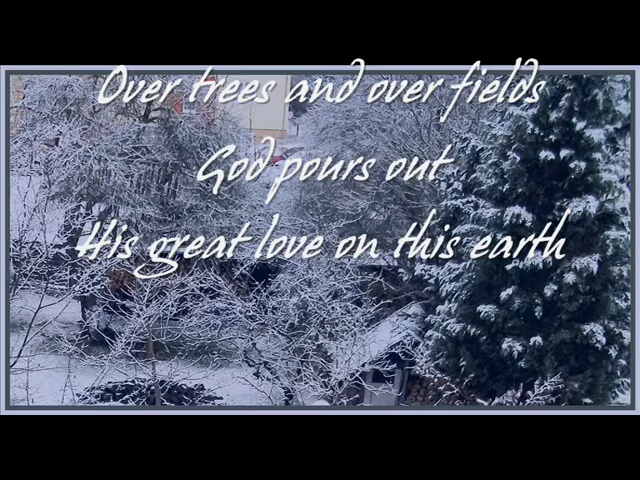 Over trees and over fields
God pours out
His great love on this earth